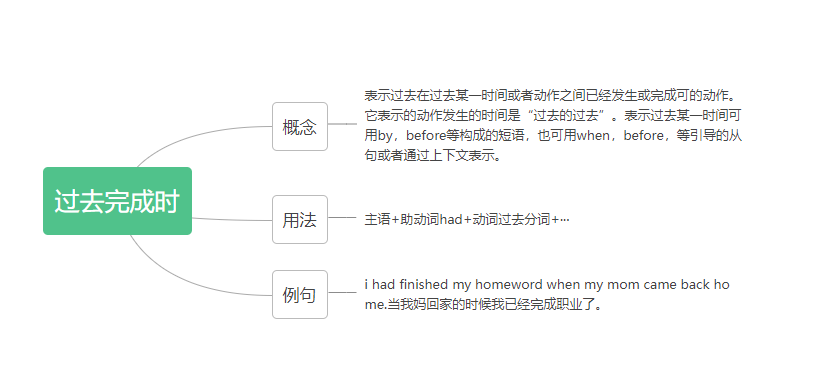 过去完成时
概念
表示过去在过去某一时间或者动作之间已经发生或完成可的动作。
它表示的动作发生的时间是“过去的过去”。表示过去某一时间可
用by，before等构成的短语，也可用when，before，等引导的从
句或者通过上下文表示。
用法
主语+助动词had+动词过去分词+···
例句
i had finished my homeword when my mom came back ho
me.当我妈回家的时候我已经完成职业了。